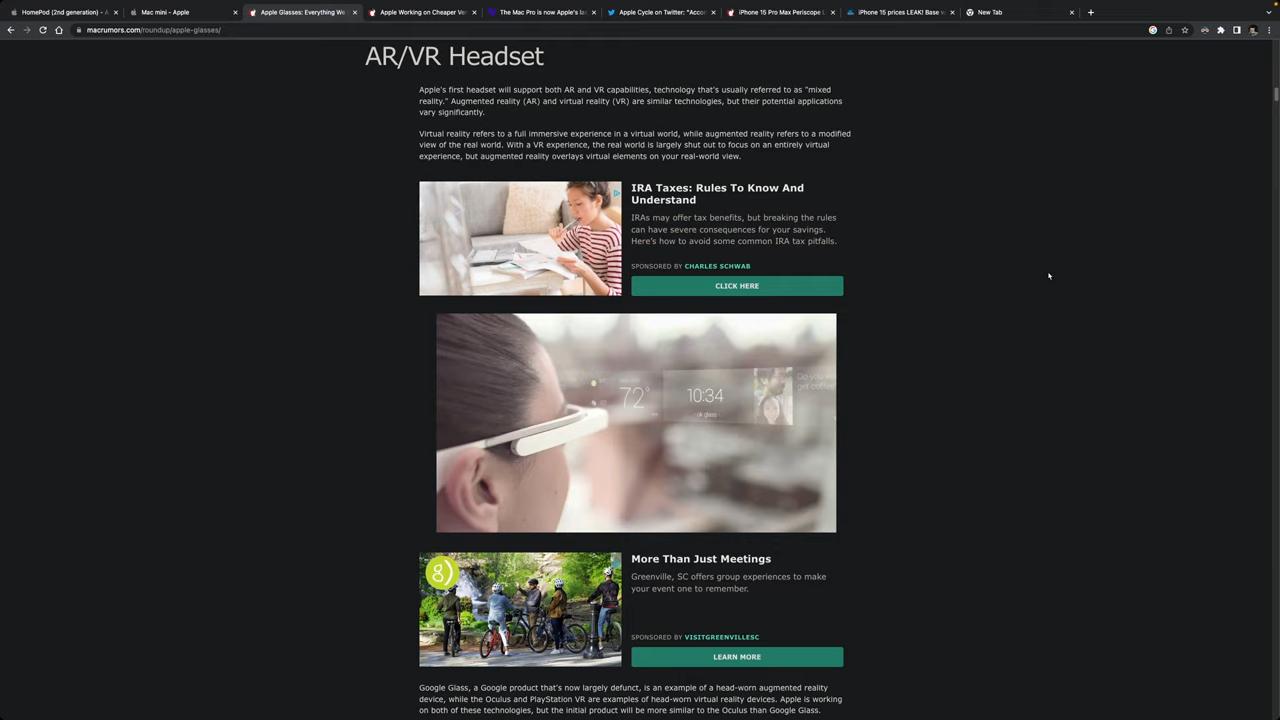 HomePod (2nd generation) - A
Mac mini - Apple
Apple Glasses: Everything We
Apple Working on Cheaper Ver
The Mac Pro is now Apple's la
Apple Cycle on Twitter: "Accor
iPhone 15 Pro Max Periscope L
iPhone 15 prices LEAK! Base v
New Tab
macrumors.com/roundup/apple-glasses/
AR/VR Headset
Apple's first headset will support both AR and VR capabilities, technology that's usually referred to as "mixed
reality." Augmented reality (AR) and virtual reality (VR) are similar technologies, but their potential applications
vary significantly.
Virtual reality refers to a full immersive experience in a virtual world, while augmented reality refers to a modified
view of the real world. With a VR experience, the real world is largely shut out to focus on an entirely virtual
experience, but augmented reality overlays virtual elements on your real-world view.
IRA Taxes: Rules To Know And
Understand
IRAs may offer tax benefits, but breaking the rules
can have severe consequences for your savings.
Here's how to avoid some common IRA tax pitfalls.
SPONSORED BY CHARLES SCHWAB
CLICK HERE
72°
10:34
ok glass
g)
More Than Just Meetings
Greenville, SC offers group experiences to make
your event one to remember.
SPONSORED BY VISITGREENVILLESC
LEARN MORE
Google Glass, a Google product that's now largely defunct, is an example of a head-worn augmented reality
device, while the Oculus and PlayStation VR are examples of head-worn virtual reality devices. Apple is working
on both of these technologies, but the initial product will be more similar to the Oculus than Google Glass.